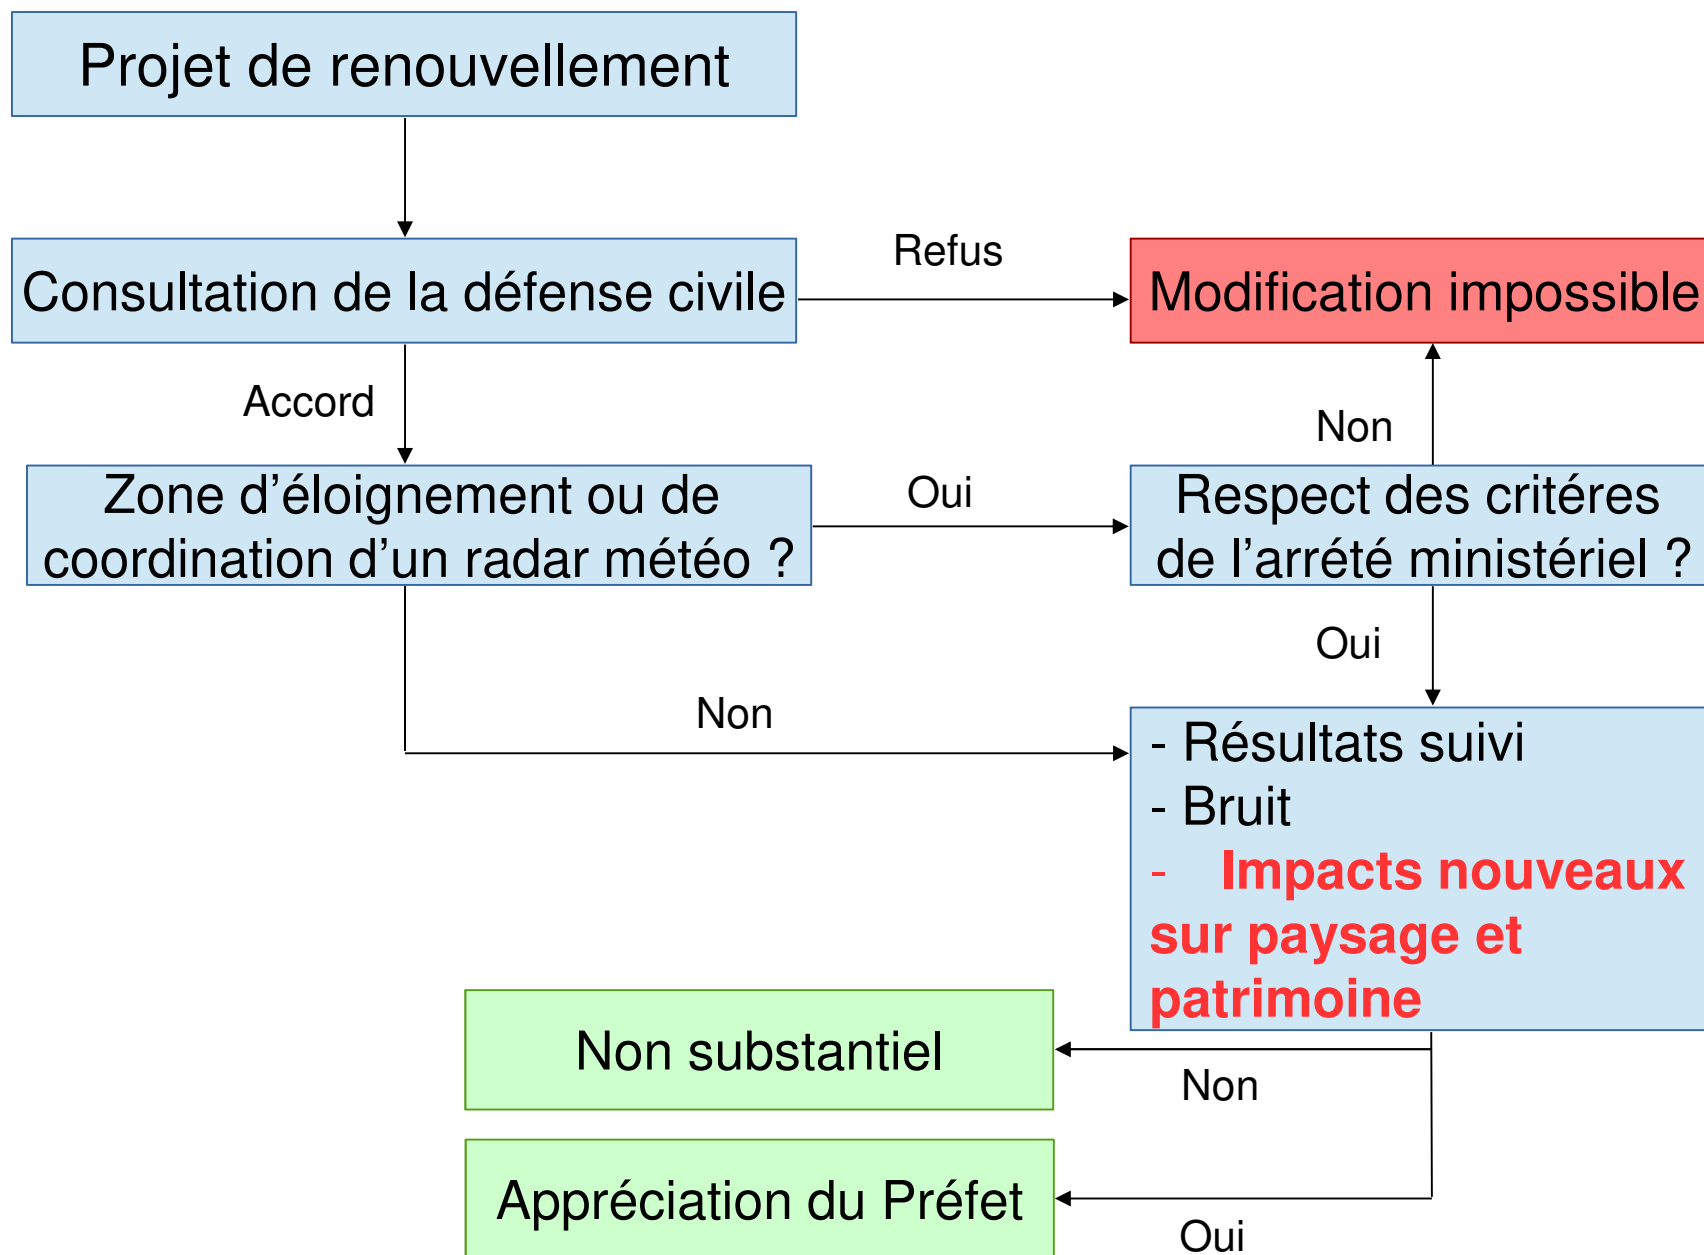 Projet de renouvellement
Consultation de la défense civile
Refus
Modification impossible
Accord
Non
Zone d'éloignement ou de
coordination d'un radar météo ?
Oui
Respect des critéres
de l'arrété ministériel ?
Oui
Non
- Résultats suivi
- Bruit
- Impacts nouveaux
sur paysage et
patrimoine
Non substantiel
Non
Appréciation du Préfet
Oui